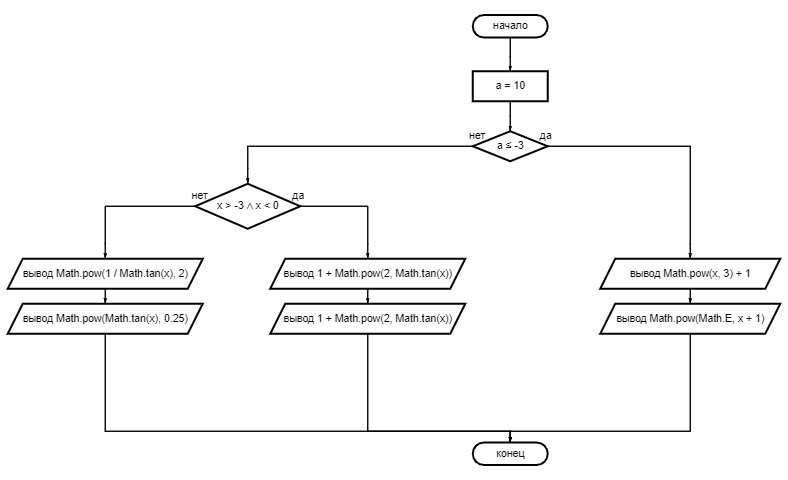 начало
a = 10
нет
да
a ≤ -3
нет
да
x > -3 ∧ x < 0
вывод Math.pow(1 / Math.tan(x), 2)
вывод 1 + Math.pow(2, Math.tan(x))
вывод Math.pow(x, 3) + 1
вывод Math.pow(Math.tan(x), 0.25)
вывод 1 + Math.pow(2, Math.tan(x))
вывод Math.pow(Math.E, x + 1)
конец